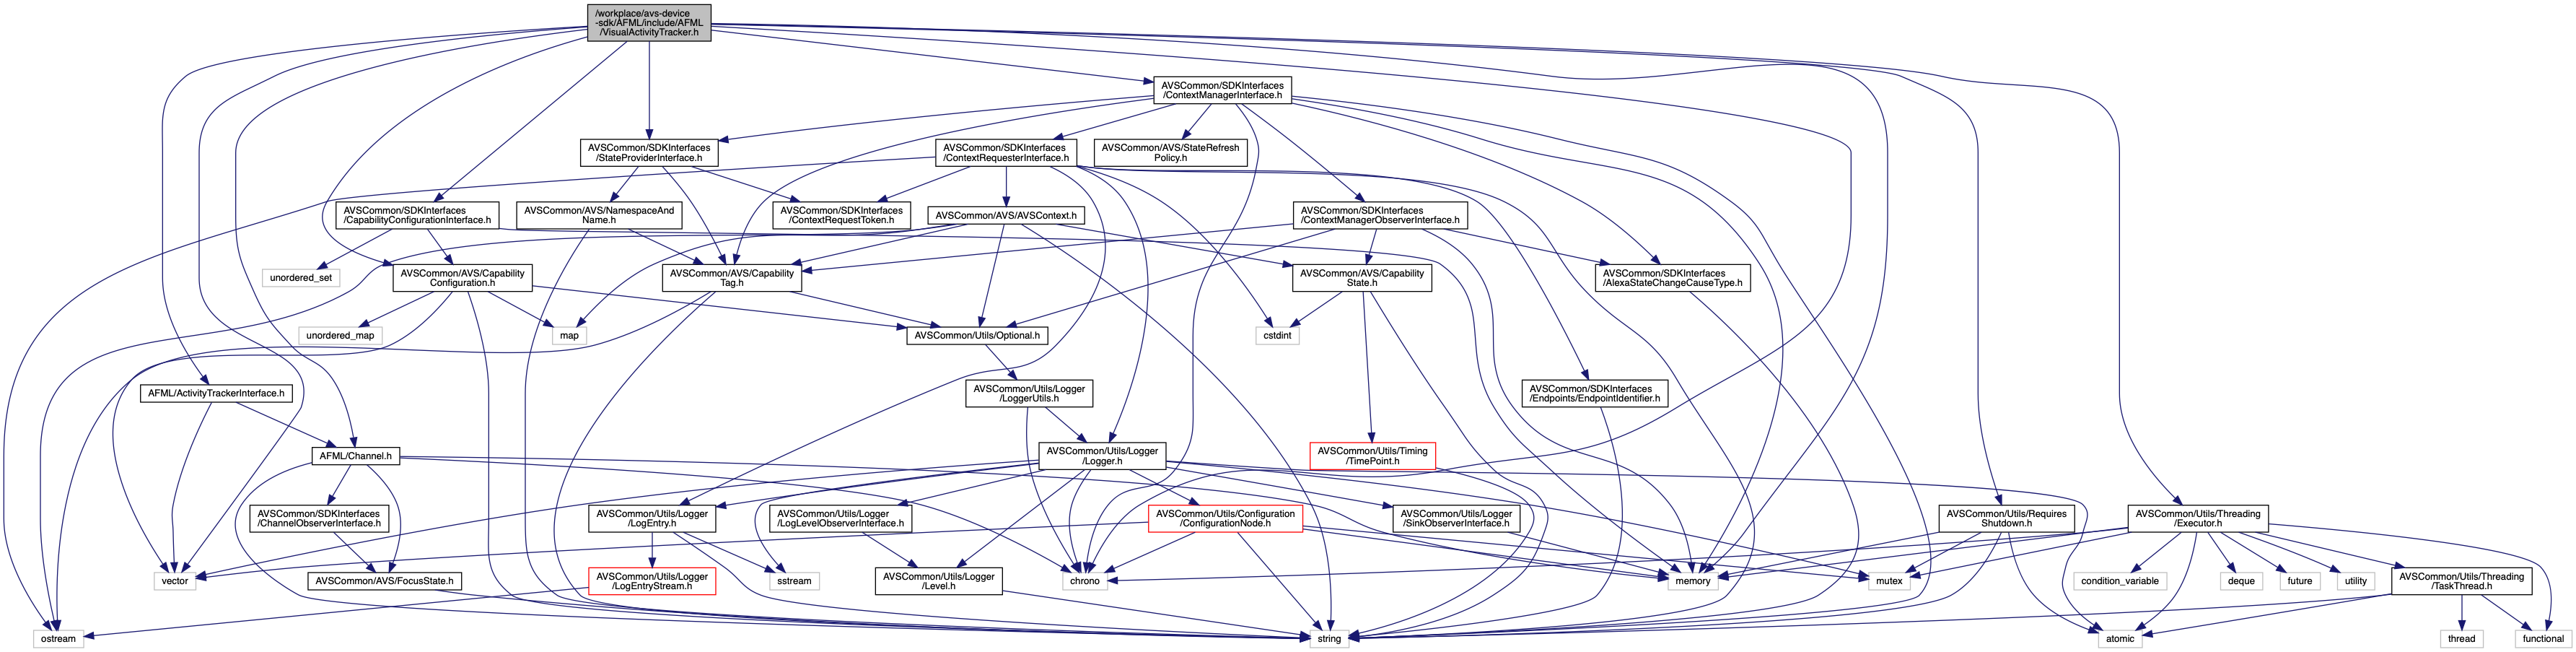 /workplace/avs-device
-sdk/AFML/include/AFML
/VisualActivityTracker.h
AVSCommon/SDKInterfaces
/ContextManagerInterface.h
AVSCommon/SDKInterfaces
/StateProviderInterface.h
AVSCommon/SDKInterfaces
/ContextRequesterInterface.h
AVSCommon/AVS/StateRefresh
Policy.h
AVSCommon/SDKInterfaces
/CapabilityConfigurationInterface.h
AVSCommon/AVS/NamespaceAnd
Name.h
AVSCommon/SDKInterfaces
/ContextRequestToken.h
AVSCommon/AVS/AVSContext.h
AVSCommon/SDKInterfaces
/ContextManagerObserverInterface.h
unordered_set
AVSCommon/AVS/Capability
Configuration.h
AVSCommon/AVS/Capability
Tag.h
AVSCommon/AVS/Capability
State.h
AVSCommon/SDKInterfaces
/AlexaStateChangeCauseType.h
unordered_map
map
AVSCommon/Utils/Optional.h
cstdint
AFML/ActivityTrackerInterface.h
AVSCommon/Utils/Logger
/LoggerUtils.h
AVSCommon/SDKInterfaces
/Endpoints/EndpointIdentifier.h
AFML/Channel.h
AVSCommon/Utils/Logger
/Logger.h
AVSCommon/Utils/Timing
/TimePoint.h
AVSCommon/SDKInterfaces
/ChannelObserverInterface.h
AVSCommon/Utils/Logger
/LogEntry.h
AVSCommon/Utils/Logger
/LogLevelObserverInterface.h
AVSCommon/Utils/Configuration
/ConfigurationNode.h
AVSCommon/Utils/Logger
/SinkObserverInterface.h
AVSCommon/Utils/Requires
Shutdown.h
AVSCommon/Utils/Threading
/Executor.h
vector
AVSCommon/AVS/FocusState.h
AVSCommon/Utils/Logger
/LogEntryStream.h
sstream
AVSCommon/Utils/Logger
/Level.h
chrono
memory
mutex
condition_variable
deque
future
utility
AVSCommon/Utils/Threading
/TaskThread.h
ostream
string
atomic
thread
functional